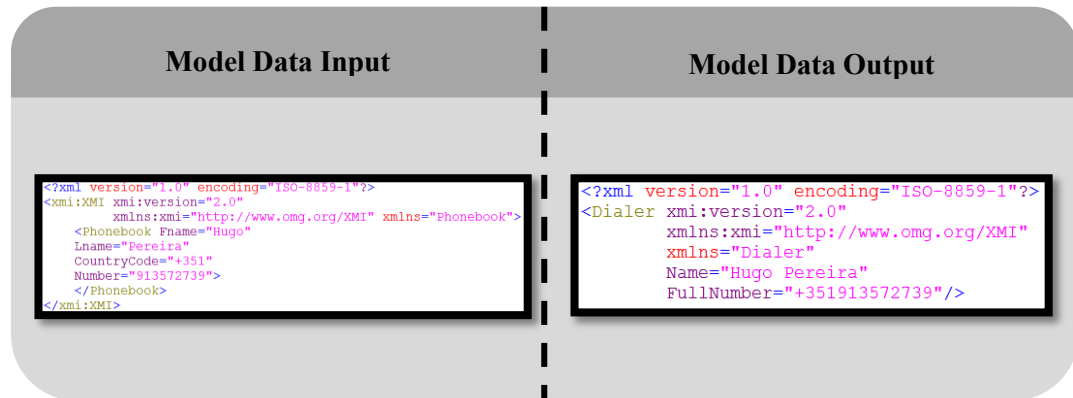 Model Data Input
<?xml version="1.0" encoding="ISO-8859-1"?>
<xmi:XMI xmi:version="2.0"
xmlns:xmi="http://www.omg.org/XMI" xmlns="Phonebook">
<Phonebook Fname="Hugo"
Lname="Pereira"
CountryCode="+351"
Number="913572739">
</Phonebook>
</xmi:XMI>
Model Data Output
<?xml version="1.0" encoding="ISO-8859-1"?>
<Dialer xmi:version="2.0"
xmlns:xmi="http://www.omg.org/XMI"
xmlns="Dialer"
Name="Hugo Pereira"
FullNumber="+351913572739"/>